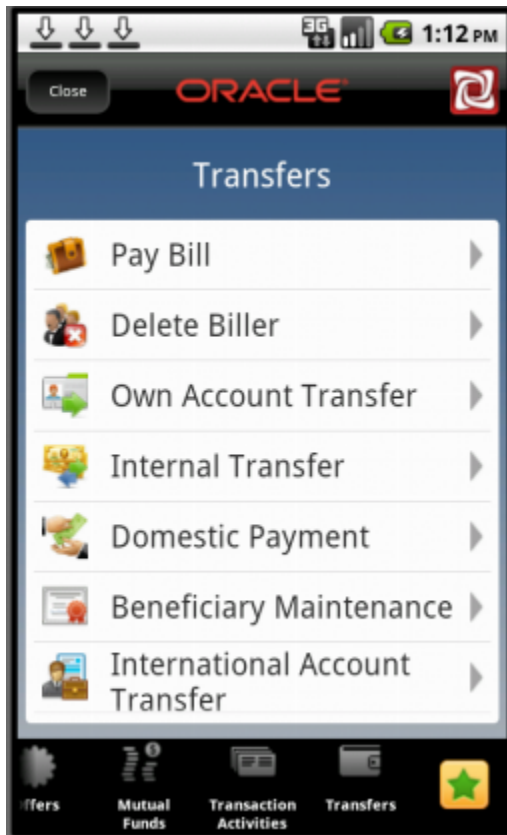 3G 1:12 PM
Close ORACLE
Transfers
Pay Bill
Delete Biller
Own Account Transfer
Internal Transfer
Domestic Payment
Beneficiary Maintenance
International Account
Transfer
ffers
Mutual
Funds
Transaction
Activities
Transfers